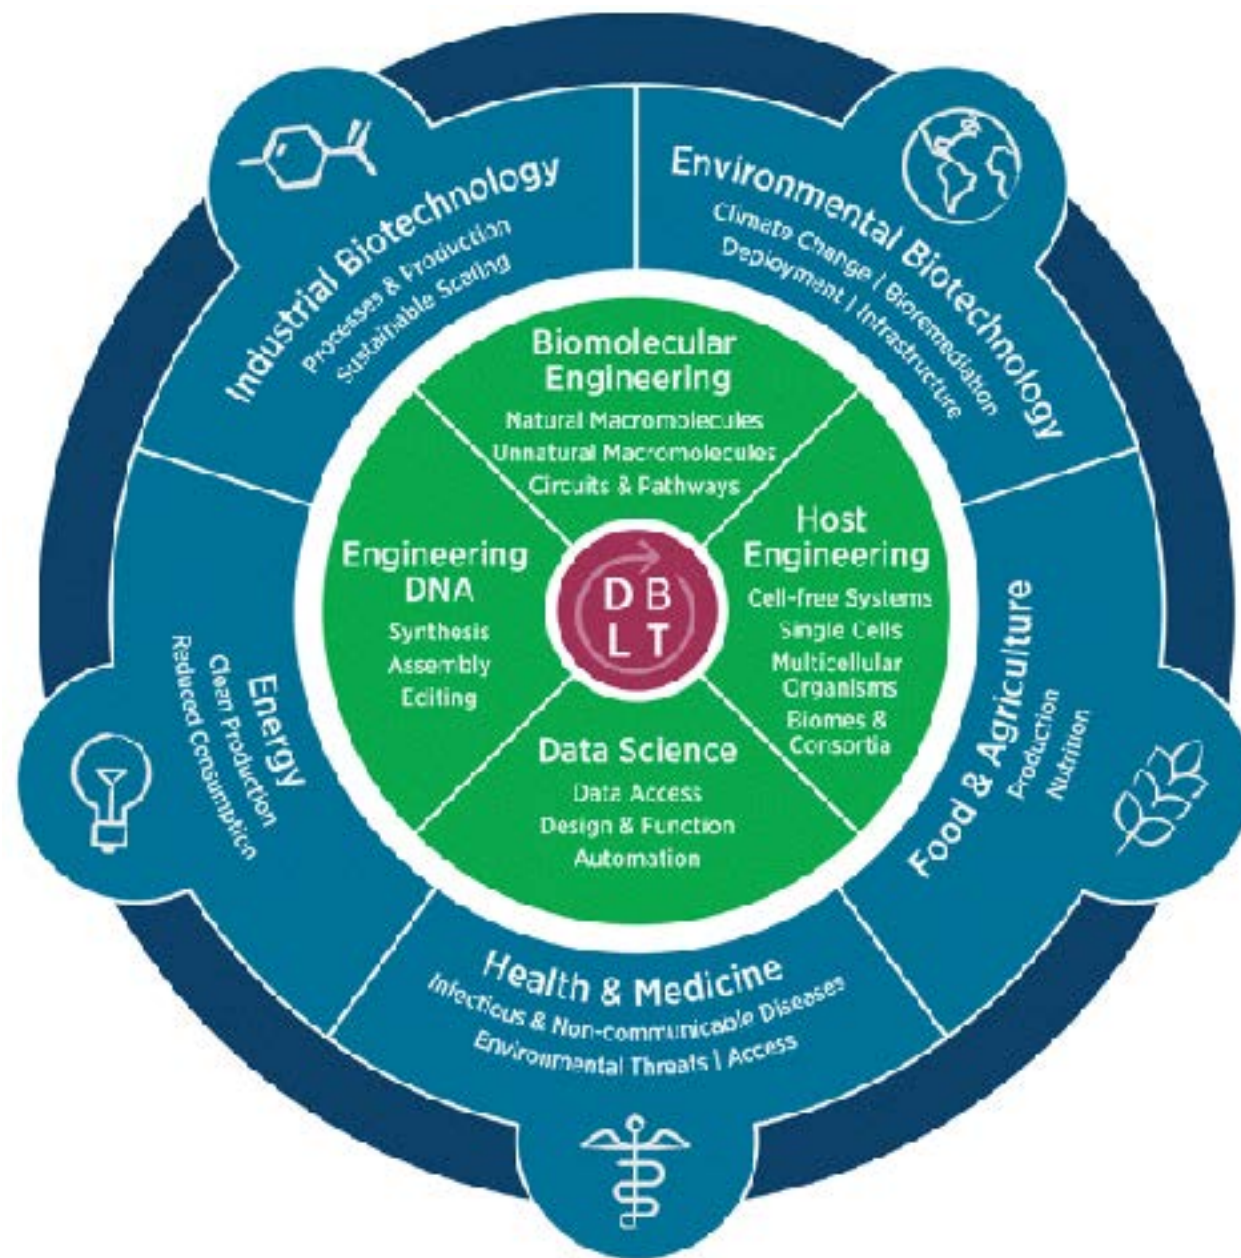 Industrial Biotechnology
Processes & Production
Sustainable Scaling
Environmental Biotechnology
Climate Change | Bioremediation
Deployment | Infrastructure
Food & Agriculture
Production
Nutrition
Health & Medicine
Infectious & Non-communicable Diseases
Environmental Threats | Access
Energy
Clean Production
Reduced Consumption
Biomolecular
Engineering
Natural Macromolecules
Unnatural Macromolecules
Circuits & Pathways
Host
Engineering
Cell-free Systems
Single Cells
Multicellular
Organisms
Biomes &
Consortia
Data Science
Data Access
Design & Function
Automation
Engineering
DNA
Synthesis
Assembly
Editing
D B
L T